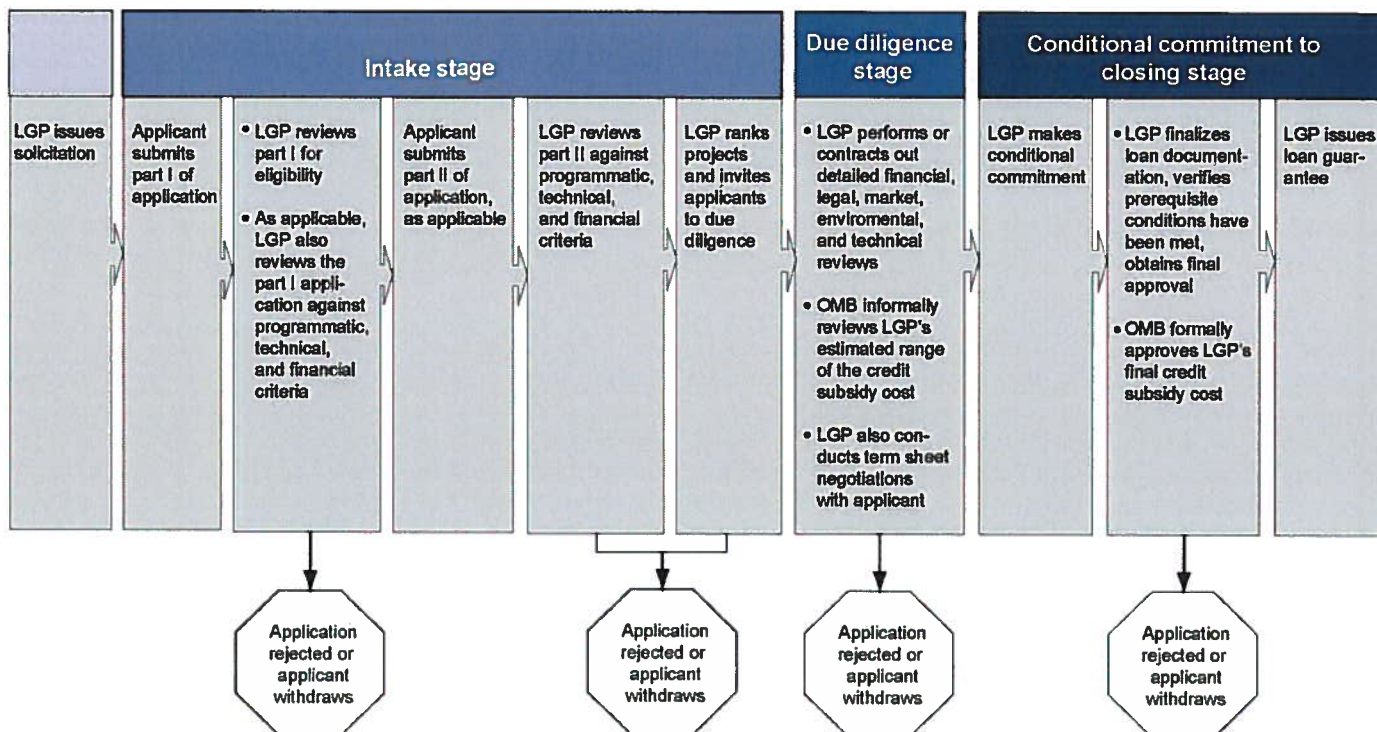 Intake stage
Due diligence
stage
Conditional commitment to
closing stage
LGP issues
solicitation
Applicant
submits
part I of
application
• LGP reviews
part I for
eligibility
• As applicable,
LGP also
reviews the
part I appli-
cation against
programmatic,
technical,
and financial
criteria
Applicant
submits
part II of
application,
as applicable
LGP reviews
part II against
programmatic,
technical,
and financial
criteria
LGP ranks
projects
and invites
applicants
to due
diligence
• LGP performs or
contracts out
detailed financial,
legal, market,
enviromental,
and technical
reviews
• OMB informally
reviews LGP's
estimated range
of the credit
subsidy cost
• LGP also con-
ducts term sheet
negotiations
with applicant
LGP makes
conditional
commitment
• LGP finalizes
loan document-
ation, verifies
prerequisite
conditions have
been met,
obtains final
approval
• OMB formally
approves LGP's
final credit
subsidy cost
LGP issues
loan guar-
antee
Application
rejected or
applicant
withdraws
Application
rejected or
applicant
withdraws
Application
rejected or
applicant
withdraws
Application
rejected or
applicant
withdraws